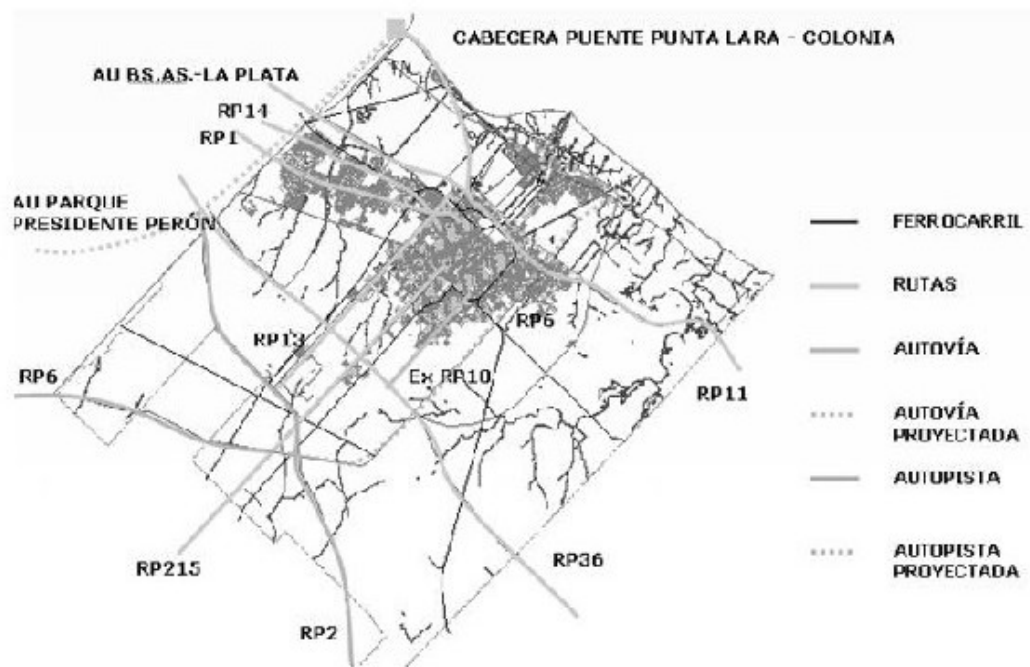 CABECERA PUENTE PUNTA LARA - COLONIA
AU BS.AS.-LA PLATA
RP14
RP1
AU PARQUE
PRESIDENTE PERÓN
FERROCARRIL
RUTAS
AUTOVÍA
AUTOVÍA
PROYECTADA
AUTOPISTA
AUTOPISTA
PROYECTADA
RP6
RP13
RP6
Ex RP10
RP11
RP215
RP36
RP2